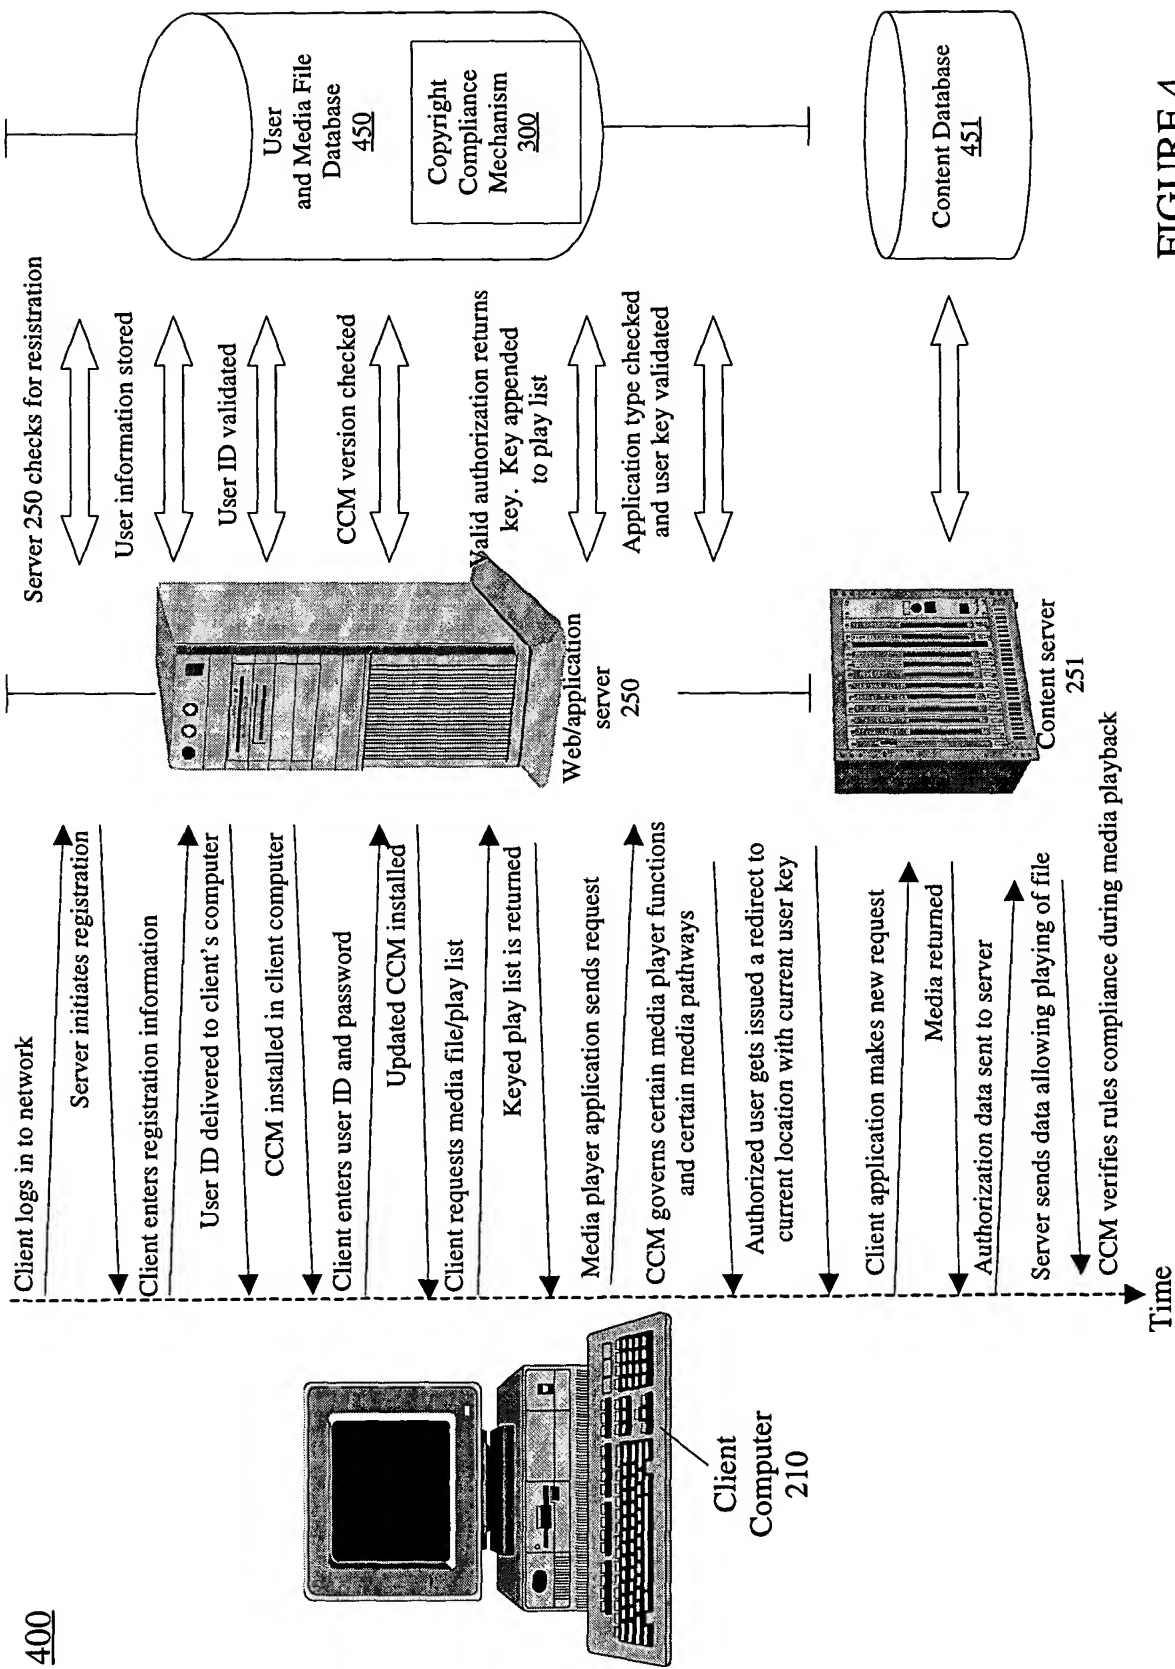 400
Client
Computer
210
Time
Client logs in to network
Server initiates registration
Client enters registration information
User ID delivered to client's computer
CCM installed in client computer
Client enters user ID and password
Updated CCM installed
Client requests media file/play list
Keyed play list is returned
Media player application sends request
CCM governs certain media player functions
and certain media pathways
Authorized user gets issued a redirect to
current location with current user key
Client application makes new request
Media returned
Authorization data sent to server
Server sends data allowing playing of file
CCM verifies rules compliance during media playback
Web/application
server
250
Content server
251
Server 250 checks for resistration
User information stored
User ID validated
CCM version checked
Valid authorization returns
key. Key appended
to play list
Application type checked
and user key validated
User
and Media File
Database
450
Copyright
Compliance
Mechanism
300
Content Database
451
FIGURE 4